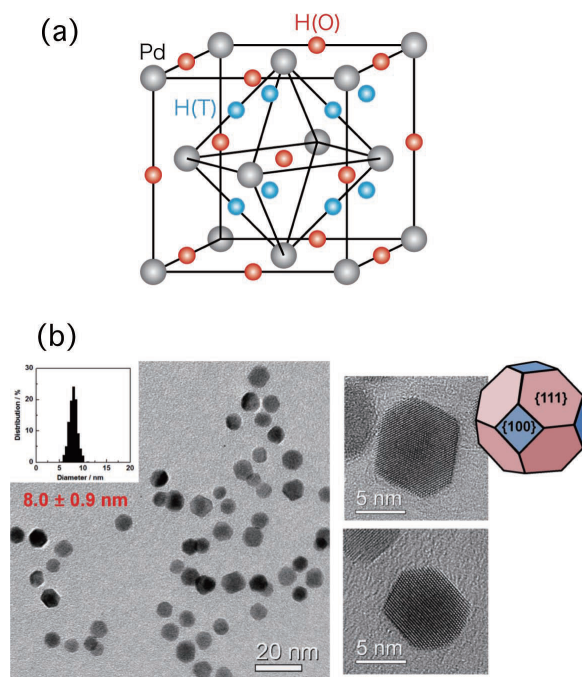 (a)
H(O)
Pd
H(T)
(b)
30
20
10
0
Distribution / %
0 5 10 15 20
Diameter / nm
8.0 ± 0.9 nm
20 nm
5 nm
{111}
{100}
5 nm